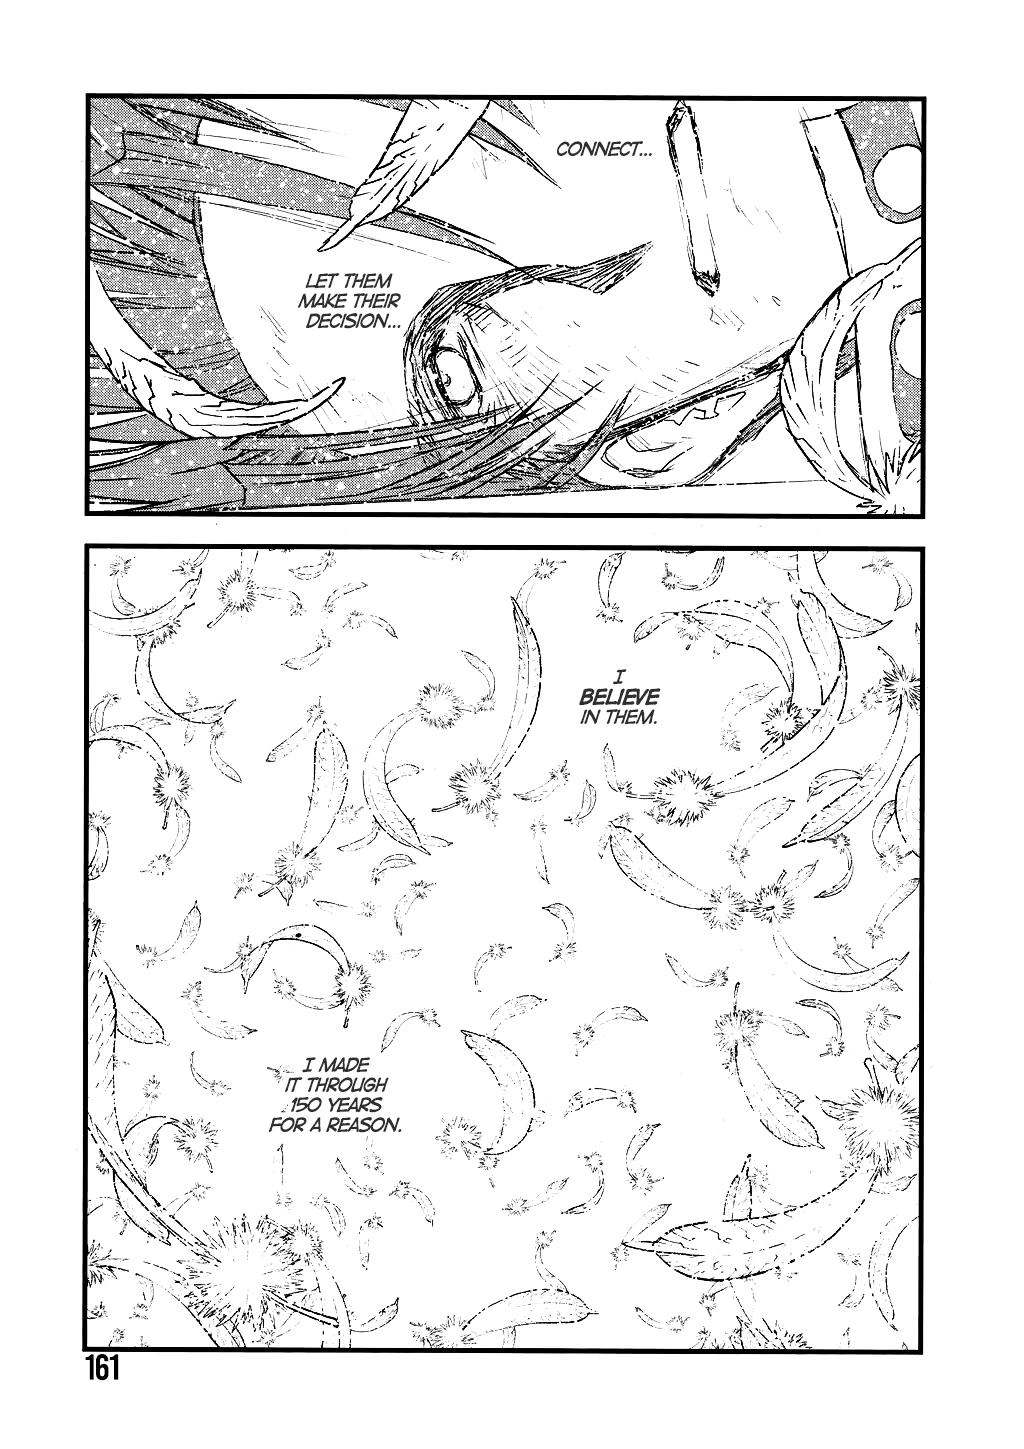 CONNECT...
LET THEM
MAKE THEIR
DECISION...
I
BELIEVE
IN THEM.
I MADE
IT THROUGH
150 YEARS
FOR A REASON.
161